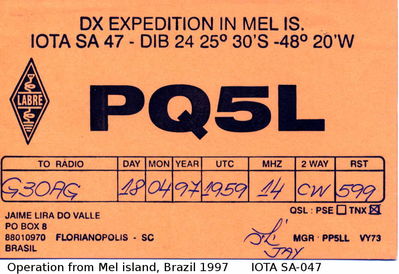 DX EXPEDITION IN MEL IS.
IOTA SA 47 - DIB 24 25º 30'S -48º 20'W
LABRE
PQ5L
TO RADIO DAY MON YEAR UTC MHZ 2 WAY RST
G3OAG 18 04 97 1959 14 CW 599
QSL : PSE TNX
JAIME LIRA DO VALLE
PO BOX 8
88010970 FLORIANOPOLIS - SC
BRASIL
JAY
MGR · PP5LL VY73
Operation from Mel island, Brazil 1997 IOTA SA-047